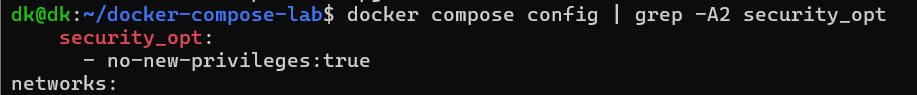 dk@dk:~/docker-compose-lab$ docker compose config | grep -A2 security_opt
    security_opt:
      - no-new-privileges:true
networks: